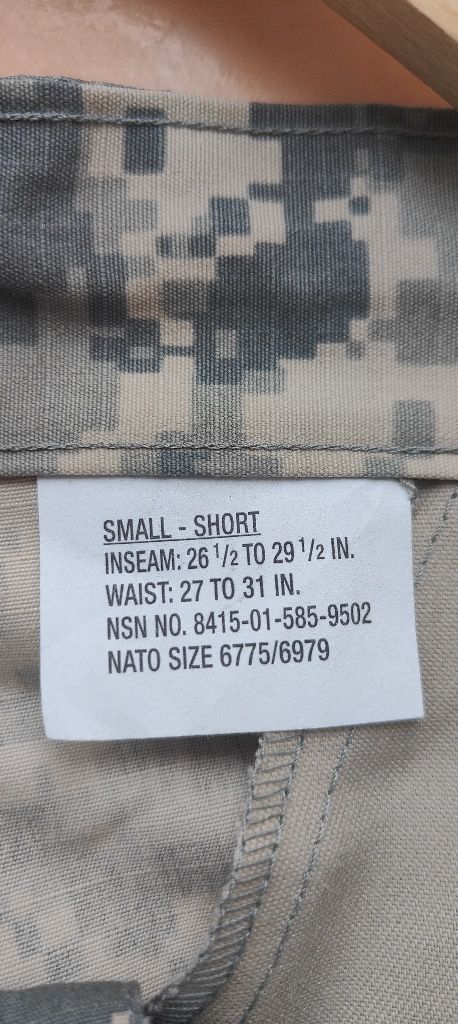 SMALL - SHORT
INSEAM: 26 1/2 TO 29 1/2 IN.
WAIST: 27 TO 31 IN.
NSN NO. 8415-01-585-9502
NATO SIZE 6775/6979